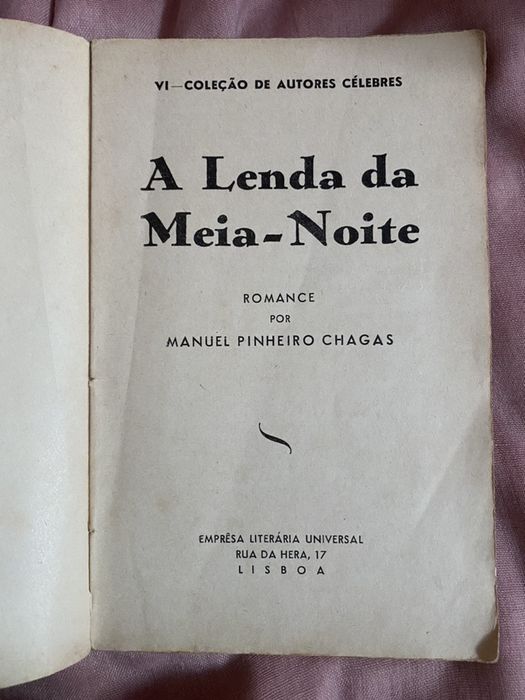 VI—COLEÇÃO DE AUTORES CÉLEBRES
A Lenda da
Meia-Noite
ROMANCE
POR
MANUEL PINHEIRO CHAGAS
EMPRÊSA LITERÁRIA UNIVERSAL
RUA DA HERA, 17
LISBOA